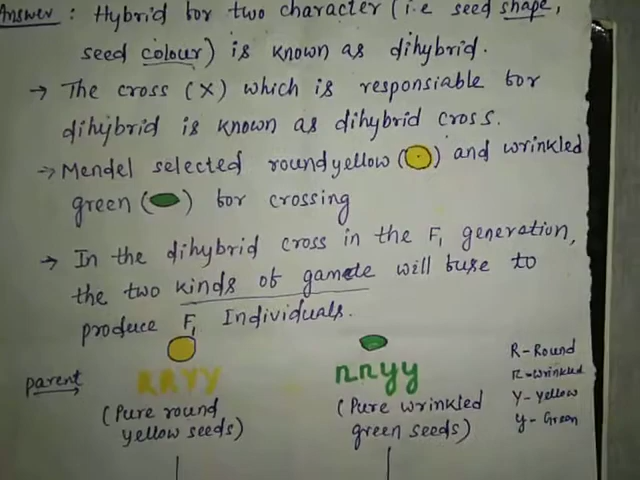 Answer : Hybrid for two character (i.e seed shape,
seed colour) is known as dihybrid.
→ The cross (X) which is responsiable for
dihybrid is known as dihybrid cross.
→ Mendel selected round yellow ( ) and wrinkled
green ( ) for crossing
→ In the dihybrid cross in the F1 generation,
the two kinds of gamete will fuse to
produce F1 Individuals.
parent RRYY rryy
(Pure round yellow seeds)
(Pure wrinkled green seeds)
R-Round
r-wrinkled
Y-Yellow
y-Green